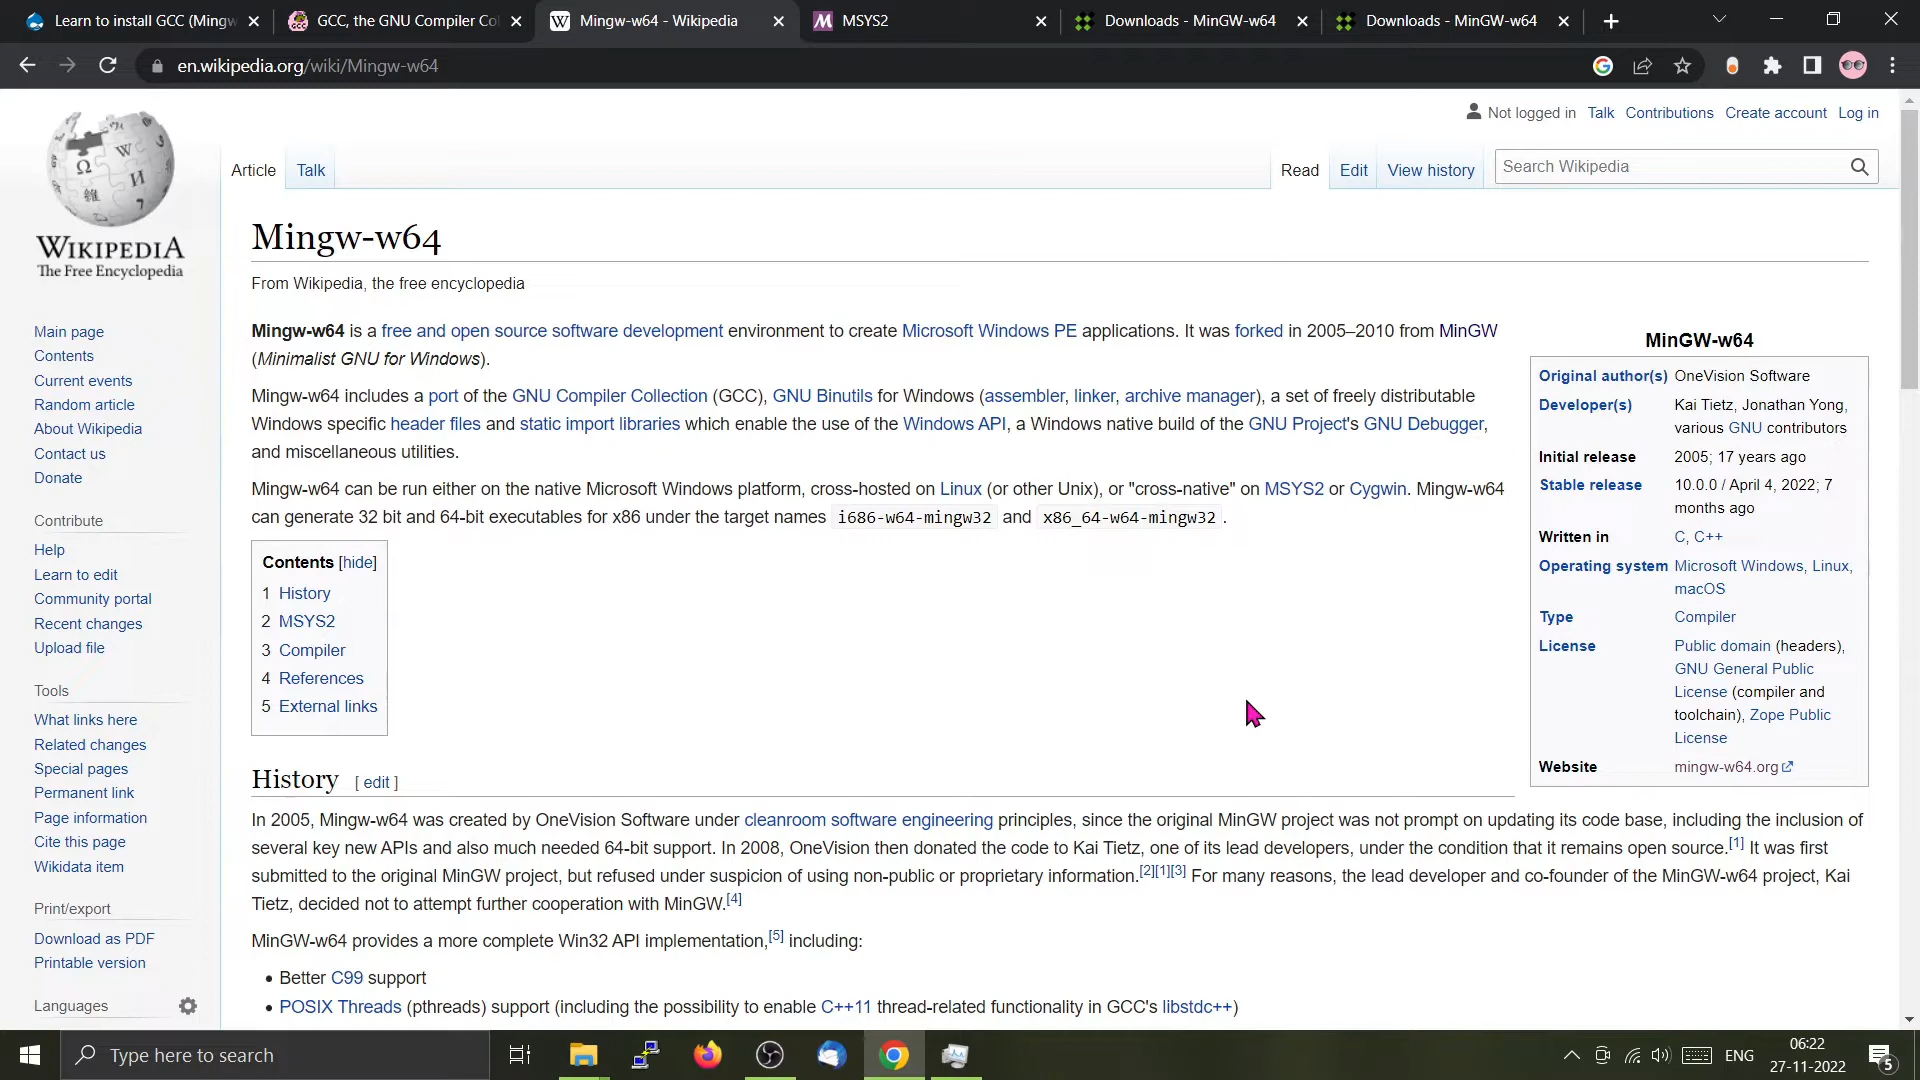 Learn to install GCC (Mingw
GCC, the GNU Compiler Col
Mingw-w64 - Wikipedia
MSYS2
Downloads - MinGW-w64
Downloads - MinGW-w64
en.wikipedia.org/wiki/Mingw-w64
Not logged in Talk Contributions Create account Log in
Article Talk
Read Edit View history
Search Wikipedia
WIKIPEDIA
The Free Encyclopedia
Main page
Contents
Current events
Random article
About Wikipedia
Contact us
Donate
Contribute
Help
Learn to edit
Community portal
Recent changes
Upload file
Tools
What links here
Related changes
Special pages
Permanent link
Page information
Cite this page
Wikidata item
Print/export
Download as PDF
Printable version
Languages
Mingw-w64
From Wikipedia, the free encyclopedia
Mingw-w64 is a free and open source software development environment to create Microsoft Windows PE applications. It was forked in 2005–2010 from MinGW
(Minimalist GNU for Windows).
Mingw-w64 includes a port of the GNU Compiler Collection (GCC), GNU Binutils for Windows (assembler, linker, archive manager), a set of freely distributable
Windows specific header files and static import libraries which enable the use of the Windows API, a Windows native build of the GNU Project's GNU Debugger,
and miscellaneous utilities.
Mingw-w64 can be run either on the native Microsoft Windows platform, cross-hosted on Linux (or other Unix), or "cross-native" on MSYS2 or Cygwin. Mingw-w64
can generate 32 bit and 64-bit executables for x86 under the target names i686-w64-mingw32 and x86_64-w64-mingw32 .
MinGW-w64
Original author(s) OneVision Software
Developer(s) Kai Tietz, Jonathan Yong,
various GNU contributors
Initial release 2005; 17 years ago
Stable release 10.0.0 / April 4, 2022; 7
months ago
Written in C, C++
Operating system Microsoft Windows, Linux,
macOS
Type Compiler
License Public domain (headers),
GNU General Public
License (compiler and
toolchain), Zope Public
License
Website mingw-w64.org
Contents [hide]
1 History
2 MSYS2
3 Compiler
4 References
5 External links
History [ edit ]
In 2005, Mingw-w64 was created by OneVision Software under cleanroom software engineering principles, since the original MinGW project was not prompt on updating its code base, including the inclusion of
several key new APIs and also much needed 64-bit support. In 2008, OneVision then donated the code to Kai Tietz, one of its lead developers, under the condition that it remains open source.[1] It was first
submitted to the original MinGW project, but refused under suspicion of using non-public or proprietary information.[2][1][3] For many reasons, the lead developer and co-founder of the MinGW-w64 project, Kai
Tietz, decided not to attempt further cooperation with MinGW.[4]
MinGW-w64 provides a more complete Win32 API implementation,[5] including:
• Better C99 support
• POSIX Threads (pthreads) support (including the possibility to enable C++11 thread-related functionality in GCC's libstdc++)
Type here to search
ENG
06:22
27-11-2022
5